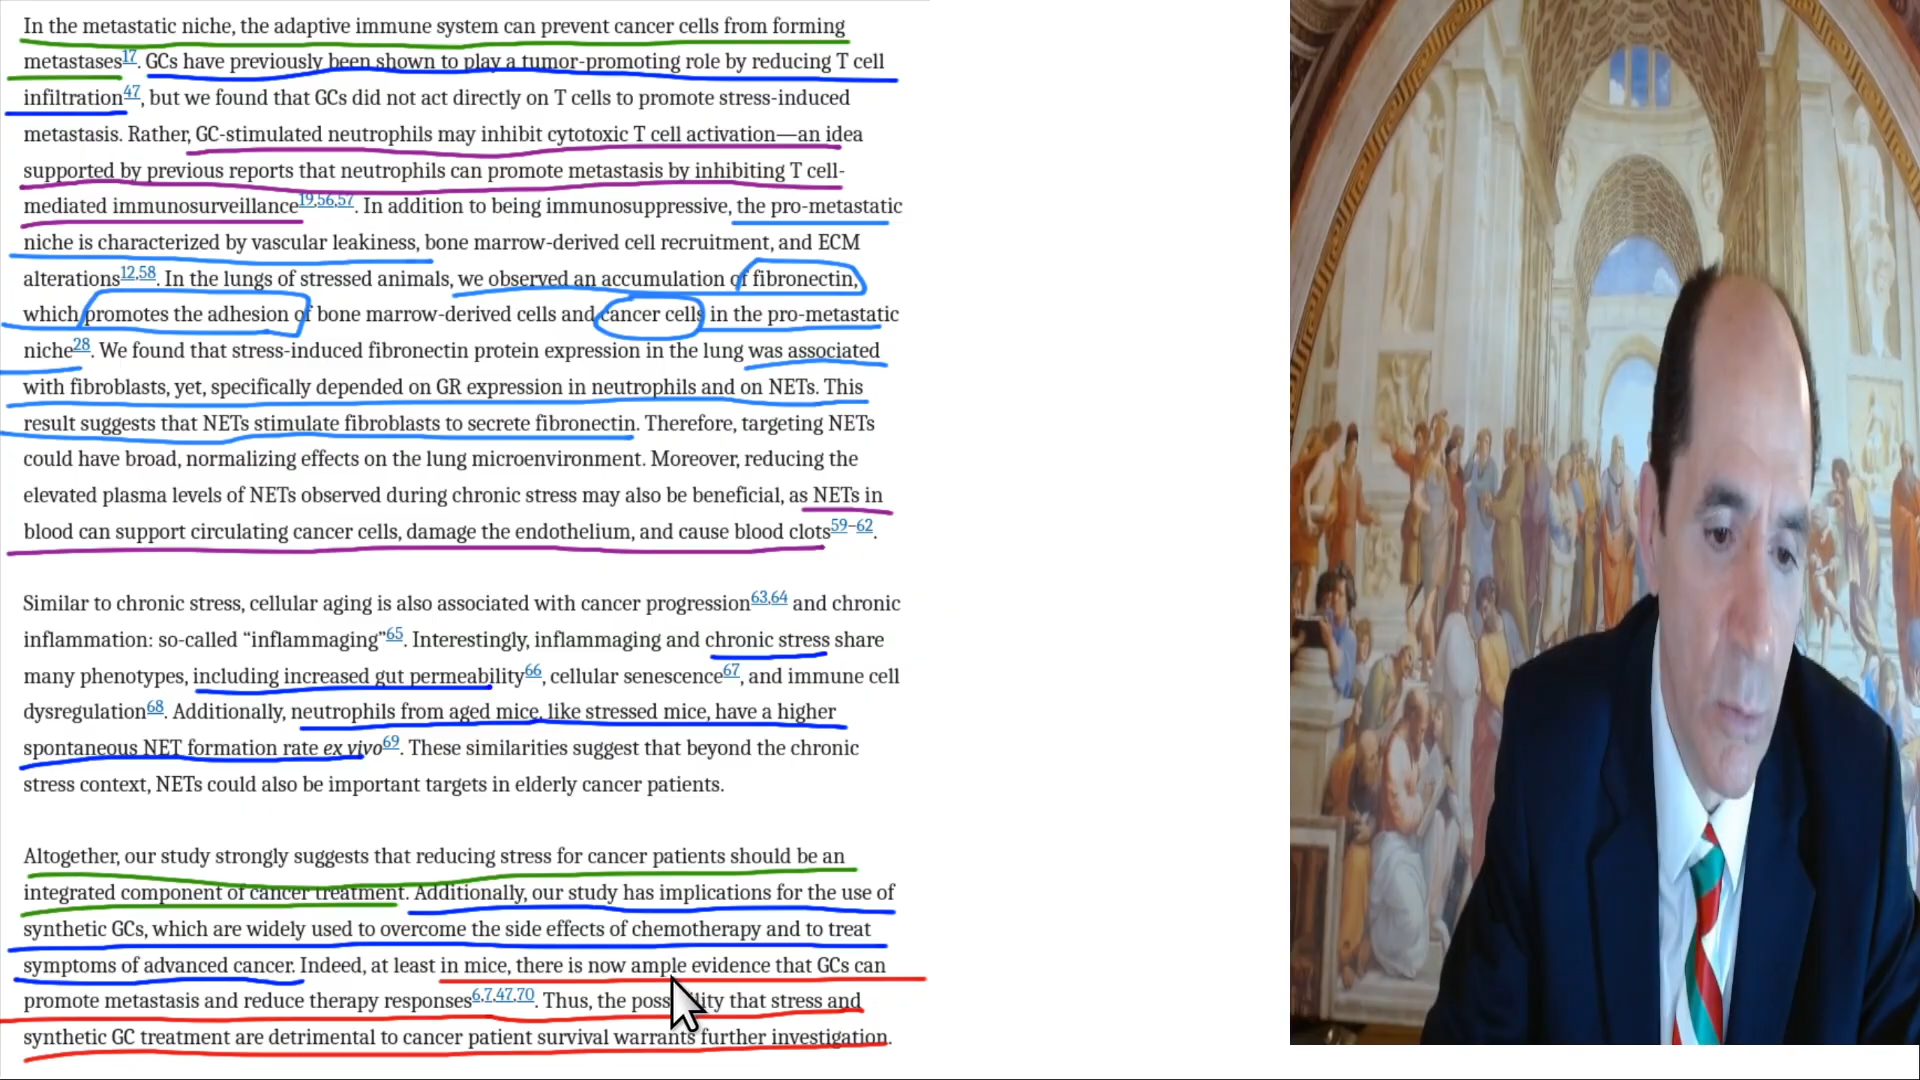 In the metastatic niche, the adaptive immune system can prevent cancer cells from forming
metastases17. GCs have previously been shown to play a tumor-promoting role by reducing T cell
infiltration47, but we found that GCs did not act directly on T cells to promote stress-induced
metastasis. Rather, GC-stimulated neutrophils may inhibit cytotoxic T cell activation—an idea
supported by previous reports that neutrophils can promote metastasis by inhibiting T cell-
mediated immunosurveillance19,56,57. In addition to being immunosuppressive, the pro-metastatic
niche is characterized by vascular leakiness, bone marrow-derived cell recruitment, and ECM
alterations12,58. In the lungs of stressed animals, we observed an accumulation of fibronectin,
which promotes the adhesion of bone marrow-derived cells and cancer cells in the pro-metastatic
niche28. We found that stress-induced fibronectin protein expression in the lung was associated
with fibroblasts, yet, specifically depended on GR expression in neutrophils and on NETs. This
result suggests that NETs stimulate fibroblasts to secrete fibronectin. Therefore, targeting NETs
could have broad, normalizing effects on the lung microenvironment. Moreover, reducing the
elevated plasma levels of NETs observed during chronic stress may also be beneficial, as NETs in
blood can support circulating cancer cells, damage the endothelium, and cause blood clots59–62.
Similar to chronic stress, cellular aging is also associated with cancer progression63,64 and chronic
inflammation: so-called “inflammaging”65. Interestingly, inflammaging and chronic stress share
many phenotypes, including increased gut permeability66, cellular senescence67, and immune cell
dysregulation68. Additionally, neutrophils from aged mice, like stressed mice, have a higher
spontaneous NET formation rate ex vivo69. These similarities suggest that beyond the chronic
stress context, NETs could also be important targets in elderly cancer patients.
Altogether, our study strongly suggests that reducing stress for cancer patients should be an
integrated component of cancer treatment. Additionally, our study has implications for the use of
synthetic GCs, which are widely used to overcome the side effects of chemotherapy and to treat
symptoms of advanced cancer. Indeed, at least in mice, there is now ample evidence that GCs can
promote metastasis and reduce therapy responses6,7,47,70. Thus, the possibility that stress and
synthetic GC treatment are detrimental to cancer patient survival warrants further investigation.